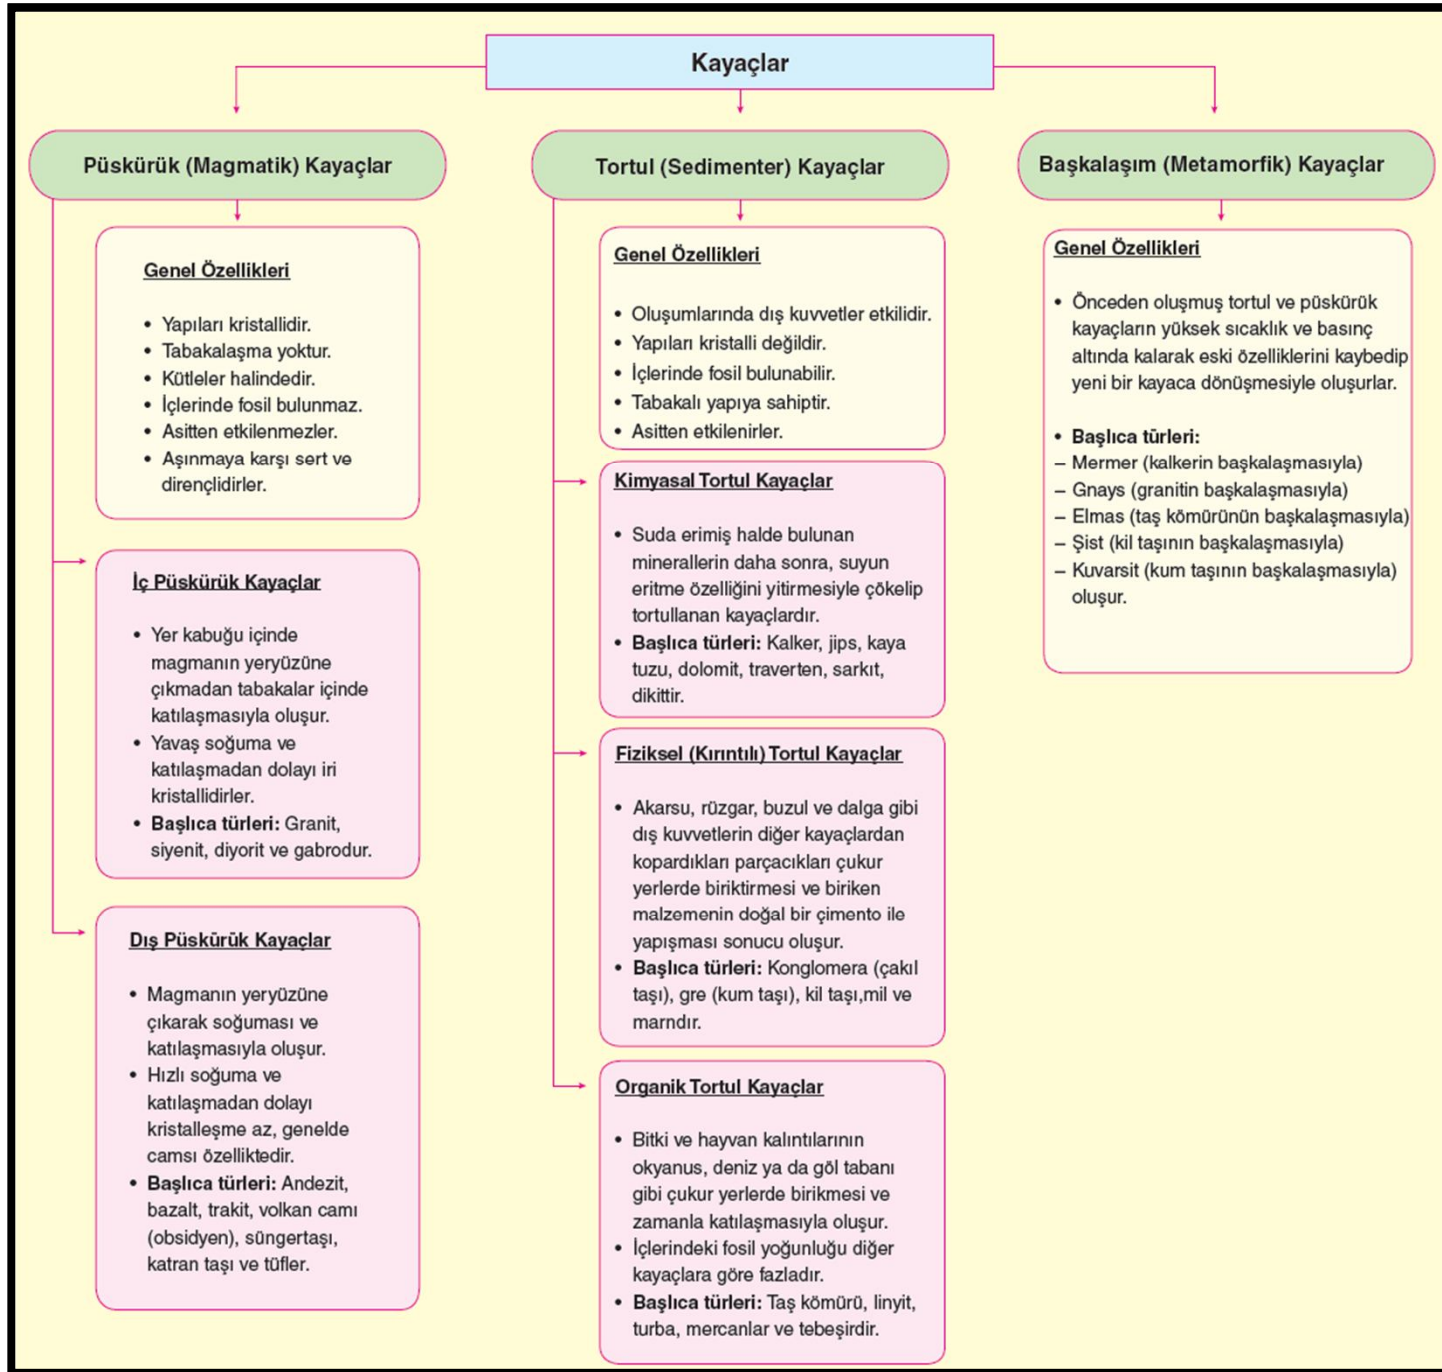 Kayaçlar
Püskürük (Magmatik) Kayaçlar
Genel Özellikleri
• Yapıları kristallidir.
• Tabakalaşma yoktur.
• Kütleler halindedir.
• İçlerinde fosil bulunmaz.
• Asitten etkilenmezler.
• Aşınmaya karşı sert ve
dirençlidirler.
İç Püskürük Kayaçlar
• Yer kabuğu içinde
magmanın yeryüzüne
çıkmadan tabakalar içinde
katılaşmasıyla oluşur.
• Yavaş soğuma ve
katılaşmadan dolayı iri
kristallidirler.
• Başlıca türleri: Granit,
siyenit, diyorit ve gabrodur.
Dış Püskürük Kayaçlar
• Magmanın yeryüzüne
çıkarak soğuması ve
katılaşmasıyla oluşur.
• Hızlı soğuma ve
katılaşmadan dolayı
kristalleşme az, genelde
camsı özelliktedir.
• Başlıca türleri: Andezit,
bazalt, trakit, volkan camı
(obsidyen), süngertaşı,
katran taşı ve tüfler.
Tortul (Sedimenter) Kayaçlar
Genel Özellikleri
• Oluşumlarında dış kuvvetler etkilidir.
• Yapıları kristalli değildir.
• İçlerinde fosil bulunabilir.
• Tabakalı yapıya sahiptir.
• Asitten etkilenirler.
Kimyasal Tortul Kayaçlar
• Suda erimiş halde bulunan
minerallerin daha sonra, suyun
eritme özelliğini yitirmesiyle çökelip
tortullanan kayaçlardır.
• Başlıca türleri: Kalker, jips, kaya
tuzu, dolomit, traverten, sarkıt,
dikittir.
Fiziksel (Kırıntılı) Tortul Kayaçlar
• Akarsu, rüzgar, buzul ve dalga gibi
dış kuvvetlerin diğer kayaçlardan
kopardıkları parçacıkları çukur
yerlerde biriktirmesi ve biriken
malzemenin doğal bir çimento ile
yapışması sonucu oluşur.
• Başlıca türleri: Konglomera (çakıl
taşı), gre (kum taşı), kil taşı,mil ve
marndır.
Organik Tortul Kayaçlar
• Bitki ve hayvan kalıntılarının
okyanus, deniz ya da göl tabanı
gibi çukur yerlerde birikmesi ve
zamanla katılaşmasıyla oluşur.
• İçlerindeki fosil yoğunluğu diğer
kayaçlara göre fazladır.
• Başlıca türleri: Taş kömürü, linyit,
turba, mercanlar ve tebeşirdir.
Başkalaşım (Metamorfik) Kayaçlar
Genel Özellikleri
• Önceden oluşmuş tortul ve püskürük
kayaçların yüksek sıcaklık ve basınç
altında kalarak eski özelliklerini kaybedip
yeni bir kayaca dönüşmesiyle oluşurlar.
• Başlıca türleri:
– Mermer (kalkerin başkalaşmasıyla)
– Gnays (granitin başkalaşmasıyla)
– Elmas (taş kömürünün başkalaşmasıyla)
– Şist (kil taşının başkalaşmasıyla)
– Kuvarsit (kum taşının başkalaşmasıyla)
oluşur.